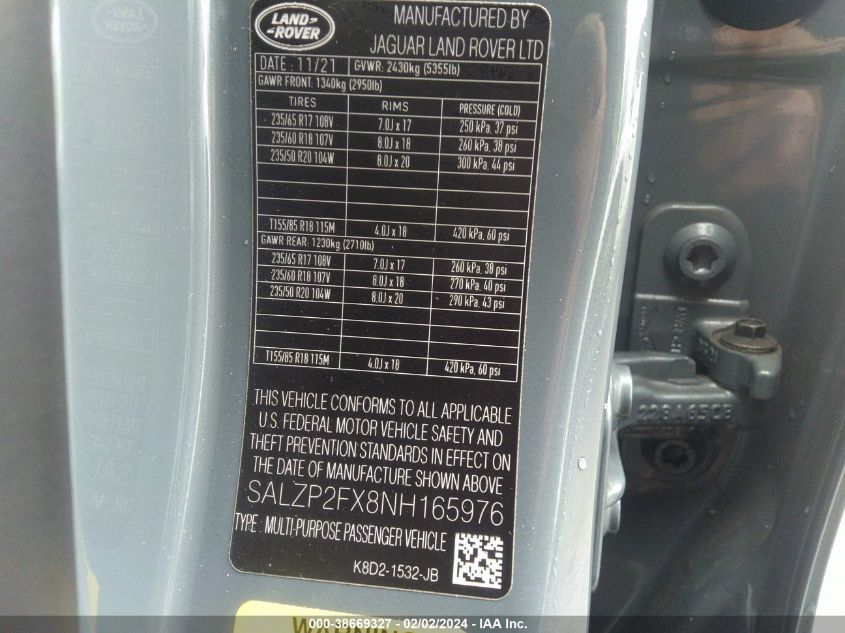 LAND-
-ROVER
MANUFACTURED BY
JAGUAR LAND ROVER LTD
DATE : 11/21 GVWR: 2430kg (5355lb)
GAWR FRONT: 1340kg (2950lb)
TIRES RIMS PRESSURE (COLD)
235/65 R17 108V 7.0J x 17 250 kPa, 37 psi
235/60 R18 107V 8.0J x 18 260 kPa, 38 psi
235/50 R20 104W 8.0J x 20 300 kPa, 44 psi
T155/85 R18 115M 4.0J x 18 420 kPa, 60 psi
GAWR REAR: 1230kg (2710lb)
235/65 R17 108V 7.0J x 17 260 kPa, 38 psi
235/60 R18 107V 8.0J x 18 270 kPa, 40 psi
235/50 R20 104W 8.0J x 20 290 kPa, 43 psi
T155/85 R18 115M 4.0J x 18 420 kPa, 60 psi
THIS VEHICLE CONFORMS TO ALL APPLICABLE
U.S. FEDERAL MOTOR VEHICLE SAFETY AND
THEFT PREVENTION STANDARDS IN EFFECT ON
THE DATE OF MANUFACTURE SHOWN ABOVE
SALZP2FX8NH165976
TYPE : MULTI-PURPOSE PASSENGER VEHICLE
K8D2-1532-JB
WARNING
000-38669327 - 02/02/2024 - IAA Inc.